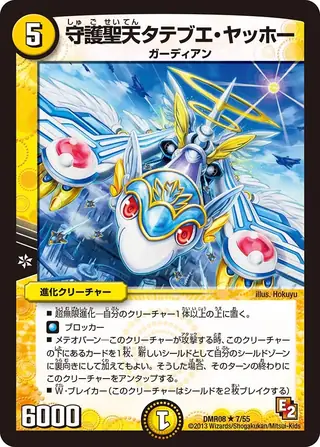 5
しゅごせいてん
守護聖天タテブエ・ヤッホー
ガーディアン
illus. Hokuyu
進化クリーチャー
■ 超無限進化―自分のクリーチャー1体以上の上に置く。
■ ブロッカー
■ メテオバーン―このクリーチャーが攻撃する時、このクリーチャー
の下にあるカードを1枚、新しいシールドとして自分のシールドゾーン
に裏向きにして加えてもよい。そうした場合、そのターンの終わりに
このクリーチャーをアンタップする。
■ W・ブレイカー(このクリーチャーはシールドを2枚ブレイクする)
6000
1
E2
DMR08 ★ 7/55
©2013 Wizards/Shogakukan/Mitsui-Kids